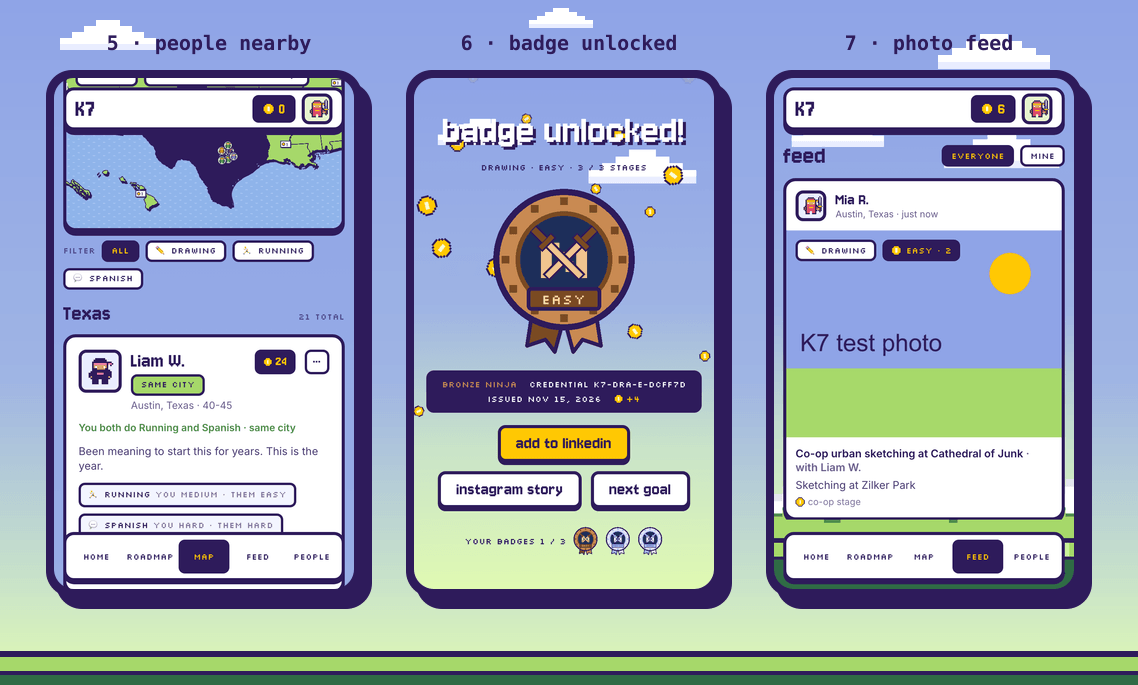 5 · people nearby
K7
0
FILTER ALL DRAWING RUNNING
SPANISH
Texas
21 TOTAL
Liam W.
24
...
SAME CITY
Austin, Texas · 40-45
You both do Running and Spanish · same city
Been meaning to start this for years. This is the
year.
RUNNING YOU MEDIUM · THEM EASY
SPANISH YOU HARD · THEM HARD
HOME ROADMAP MAP FEED PEOPLE
6 · badge unlocked
badge unlocked!
DRAWING · EASY · 3 / 3 STAGES
EASY
BRONZE NINJA CREDENTIAL K7-DRA-E-DCFF7D
ISSUED NOV 15, 2026 +4
add to linkedin
instagram story next goal
YOUR BADGES 1 / 3
7 · photo feed
K7
6
feed
EVERYONE MINE
Mia R.
Austin, Texas · just now
DRAWING EASY · 2
K7 test photo
Co-op urban sketching at Cathedral of Junk ·
with Liam W.
Sketching at Zilker Park
co-op stage
HOME ROADMAP MAP FEED PEOPLE